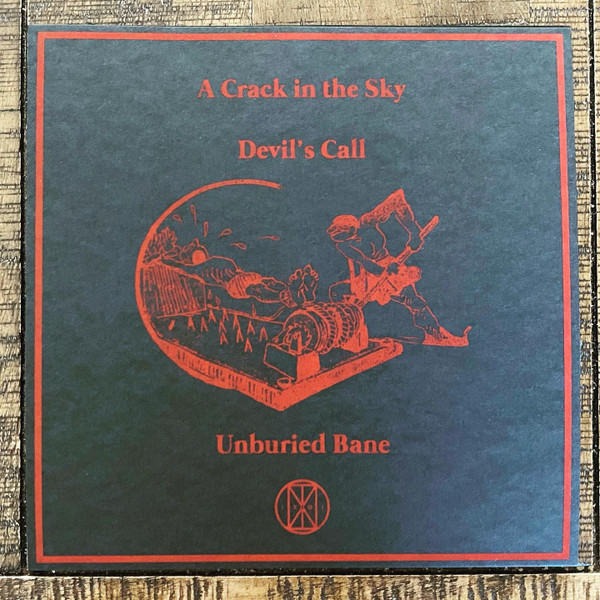 A Crack in the Sky
Devil's Call
Unburied Bane